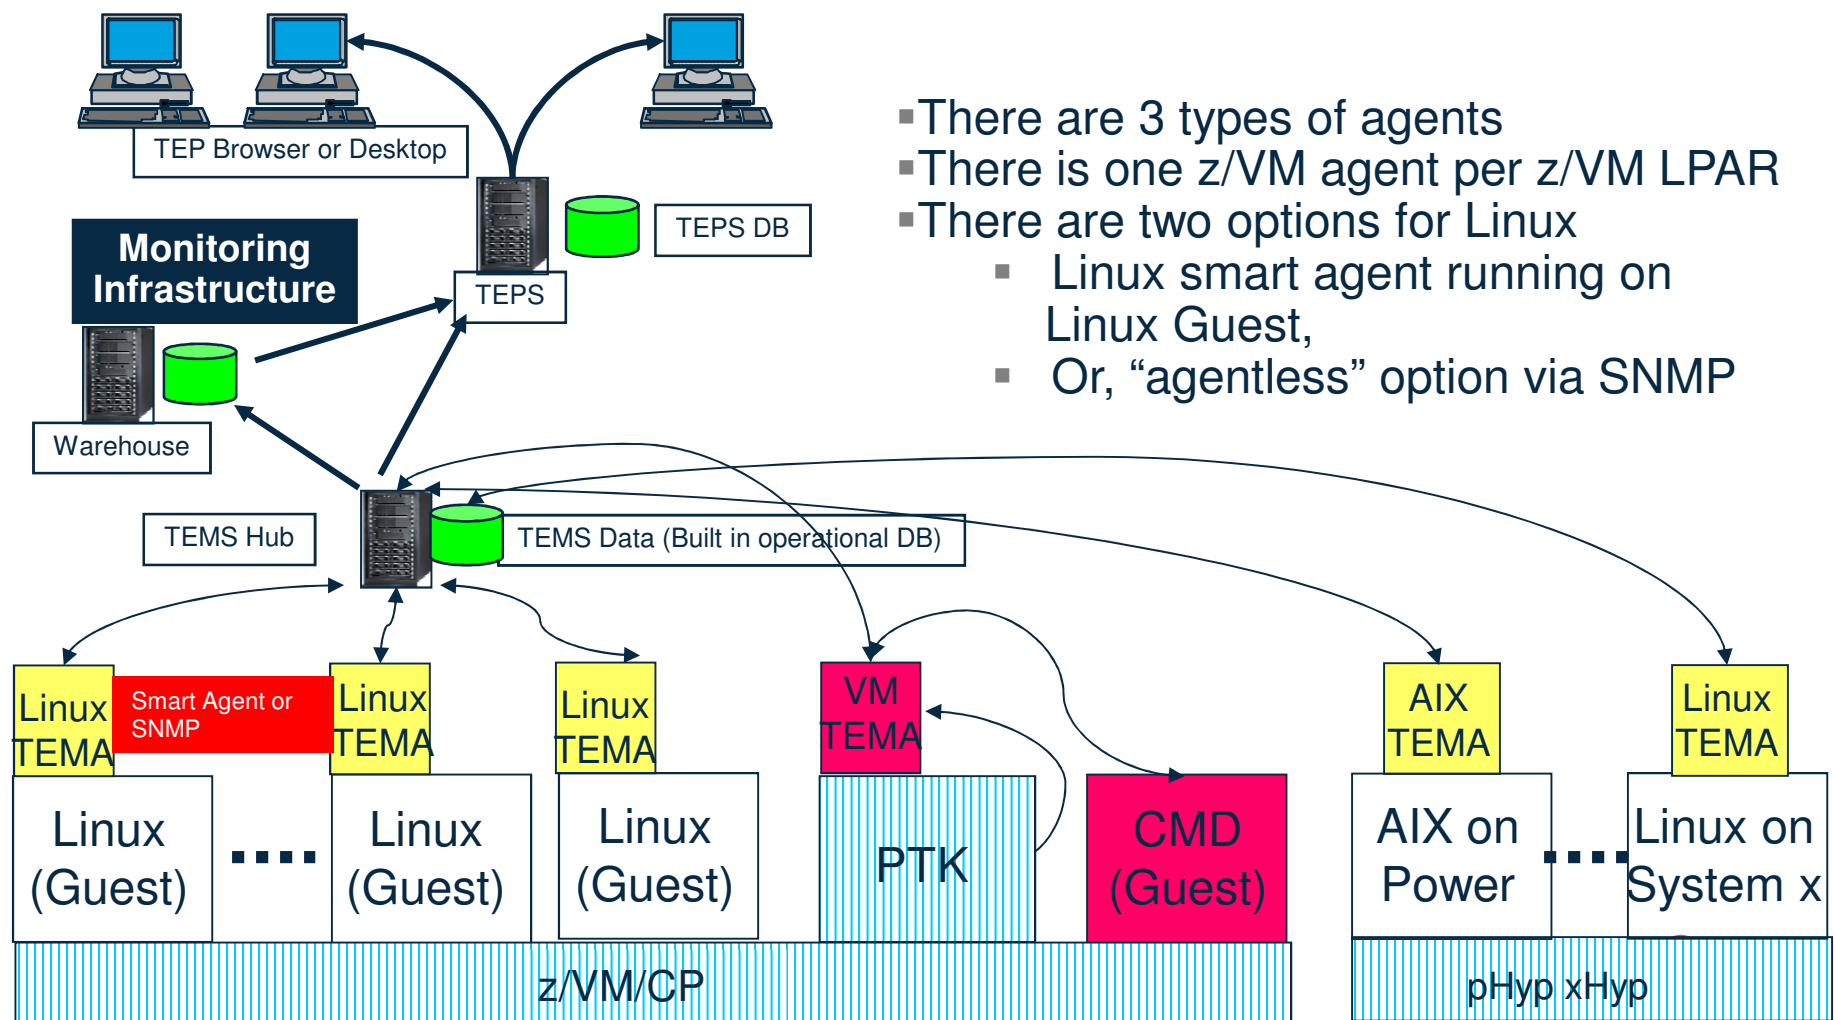 TEP Browser or Desktop
▪There are 3 types of agents
▪There is one z/VM agent per z/VM LPAR
▪There are two options for Linux
▪ Linux smart agent running on
Linux Guest,
▪ Or, “agentless” option via SNMP
TEPS DB
Monitoring
Infrastructure
TEPS
Warehouse
TEMS Hub
TEMS Data (Built in operational DB)
Linux
TEMA
Smart Agent or
SNMP
Linux
TEMA
Linux
TEMA
VM
TEMA
AIX
TEMA
Linux
TEMA
Linux
(Guest)
Linux
(Guest)
Linux
(Guest)
PTK
CMD
(Guest)
AIX on
Power
Linux on
System x
z/VM/CP
pHyp xHyp